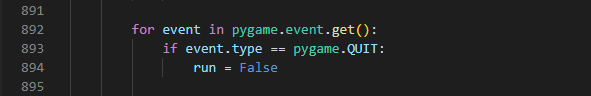 891
892 for event in pygame.event.get():
893 if event.type == pygame.QUIT:
894 run = False
895